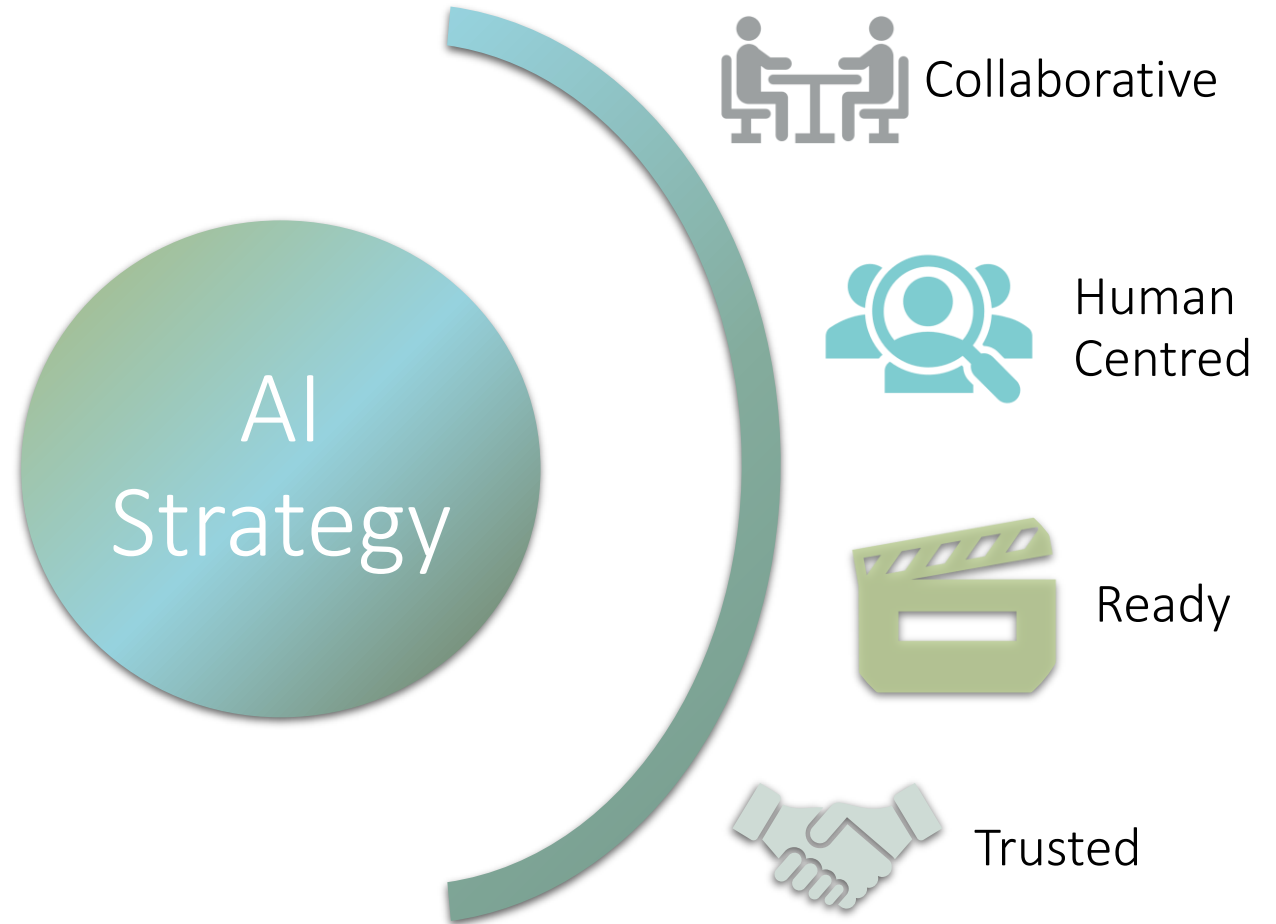 AI
Strategy
Collaborative
Human
Centred
Ready
Trusted